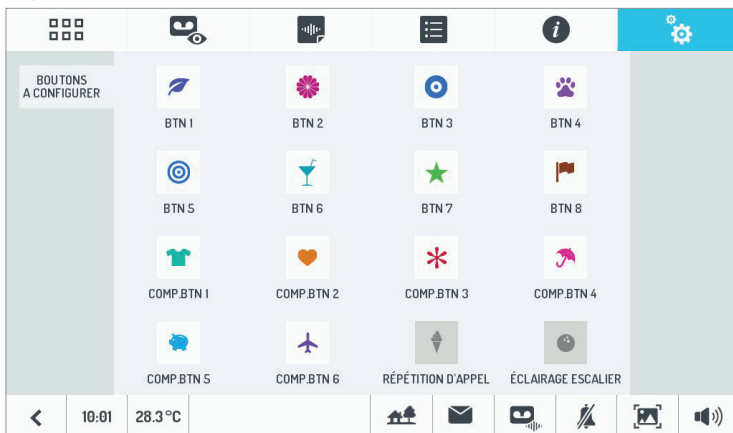 BOUTONS
A CONFIGURER
BTN 1 BTN 2 BTN 3 BTN 4
BTN 5 BTN 6 BTN 7 BTN 8
COMP.BTN 1 COMP.BTN 2 COMP.BTN 3 COMP.BTN 4
COMP.BTN 5 COMP.BTN 6 RÉPÉTITION D'APPEL ÉCLAIRAGE ESCALIER
10:01 28.3 °C